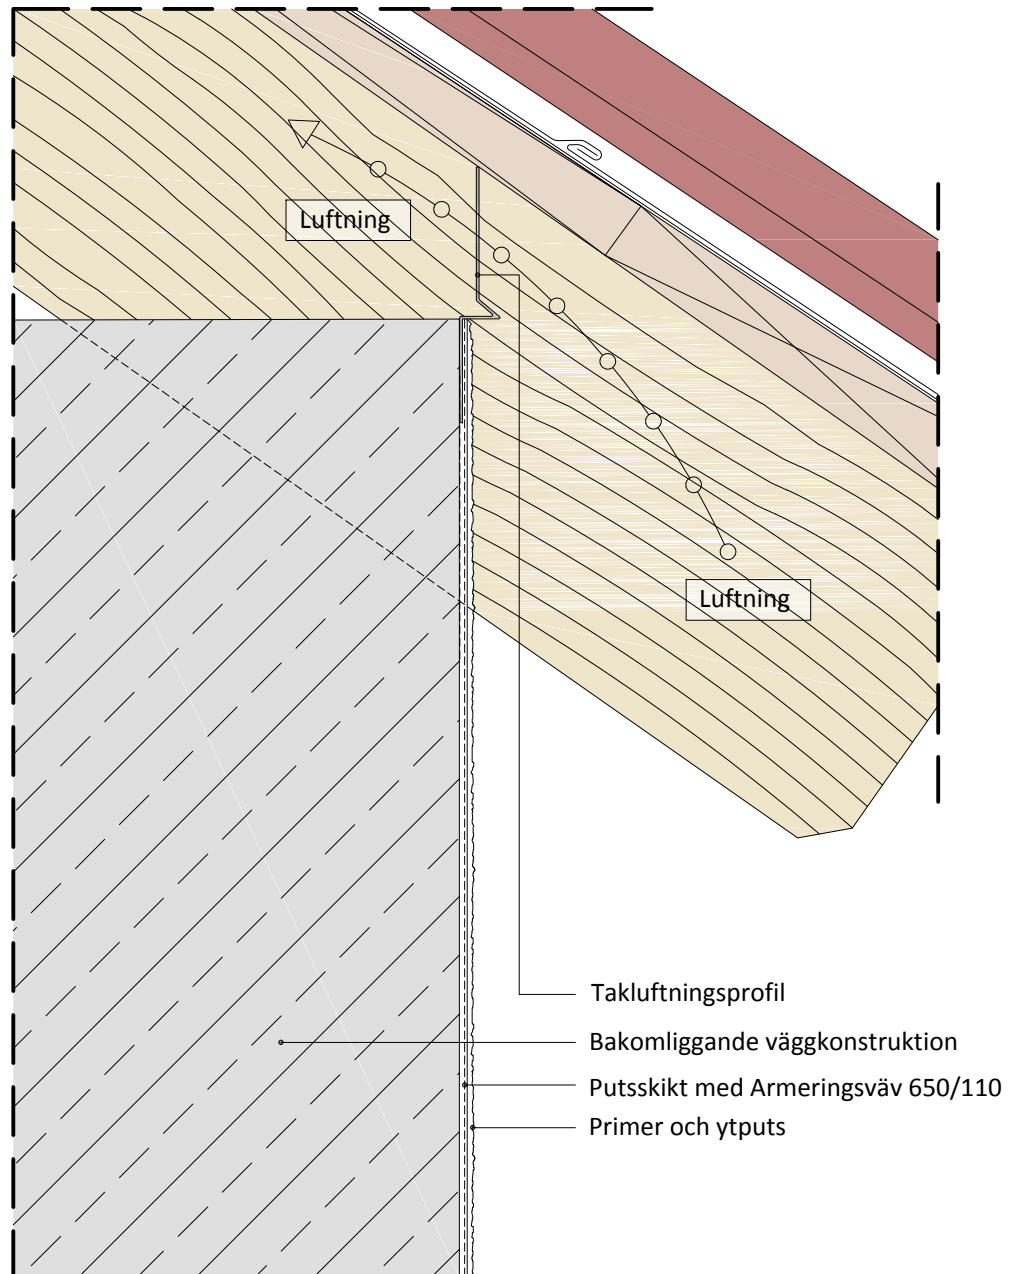 Luftning
Luftning
Takluftningsprofil
Bakomliggande väggkonstruktion
Putsskikt med Armeringsväv 650/110
Primer och ytputs